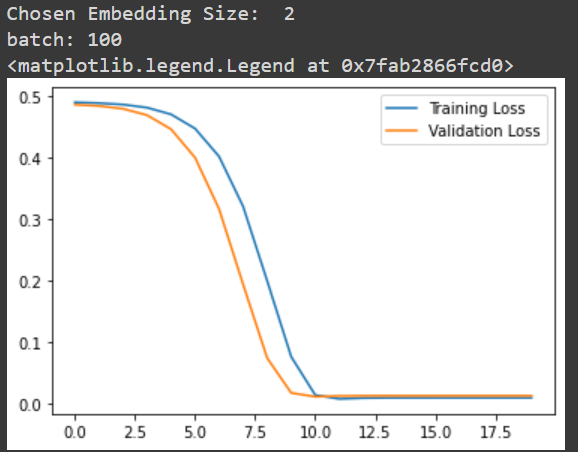 Chosen Embedding Size:  2
batch: 100
<matplotlib.legend.Legend at 0x7fab2866fcd0>
0.5
Training Loss
Validation Loss
0.4
0.3
0.2
0.1
0.0
0.0 2.5 5.0 7.5 10.0 12.5 15.0 17.5